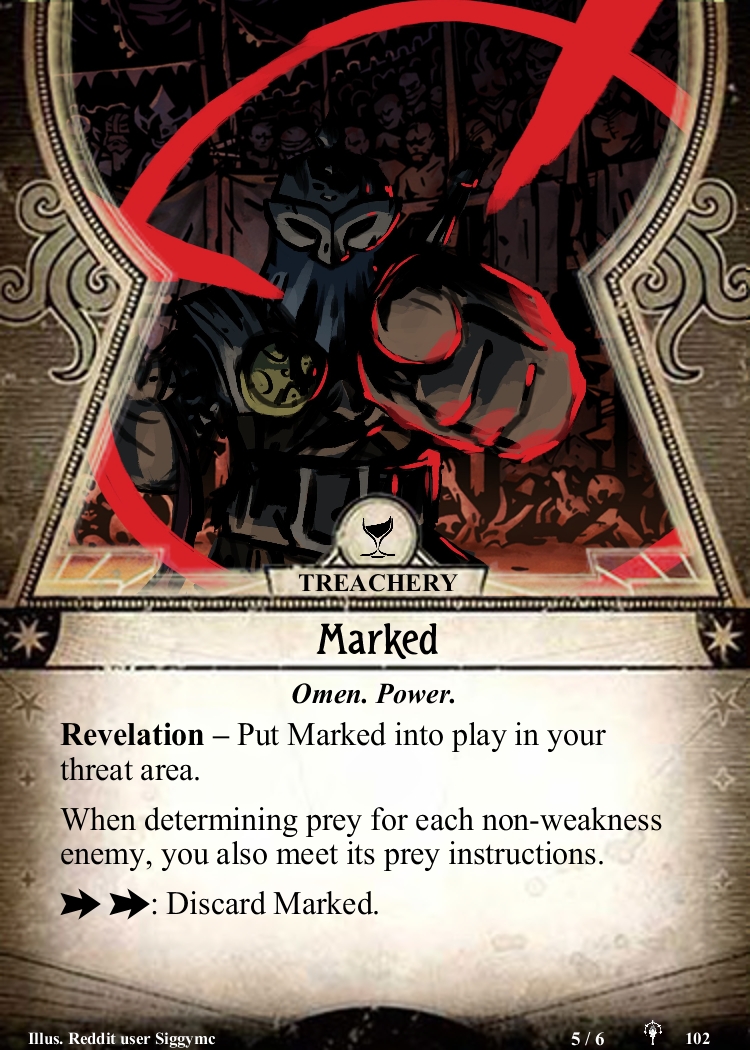 TREACHERY
Marked
Omen. Power.
Revelation – Put Marked into play in your
threat area.
When determining prey for each non-weakness
enemy, you also meet its prey instructions.
: Discard Marked.
Illus. Reddit user Siggymc
5 / 6
102